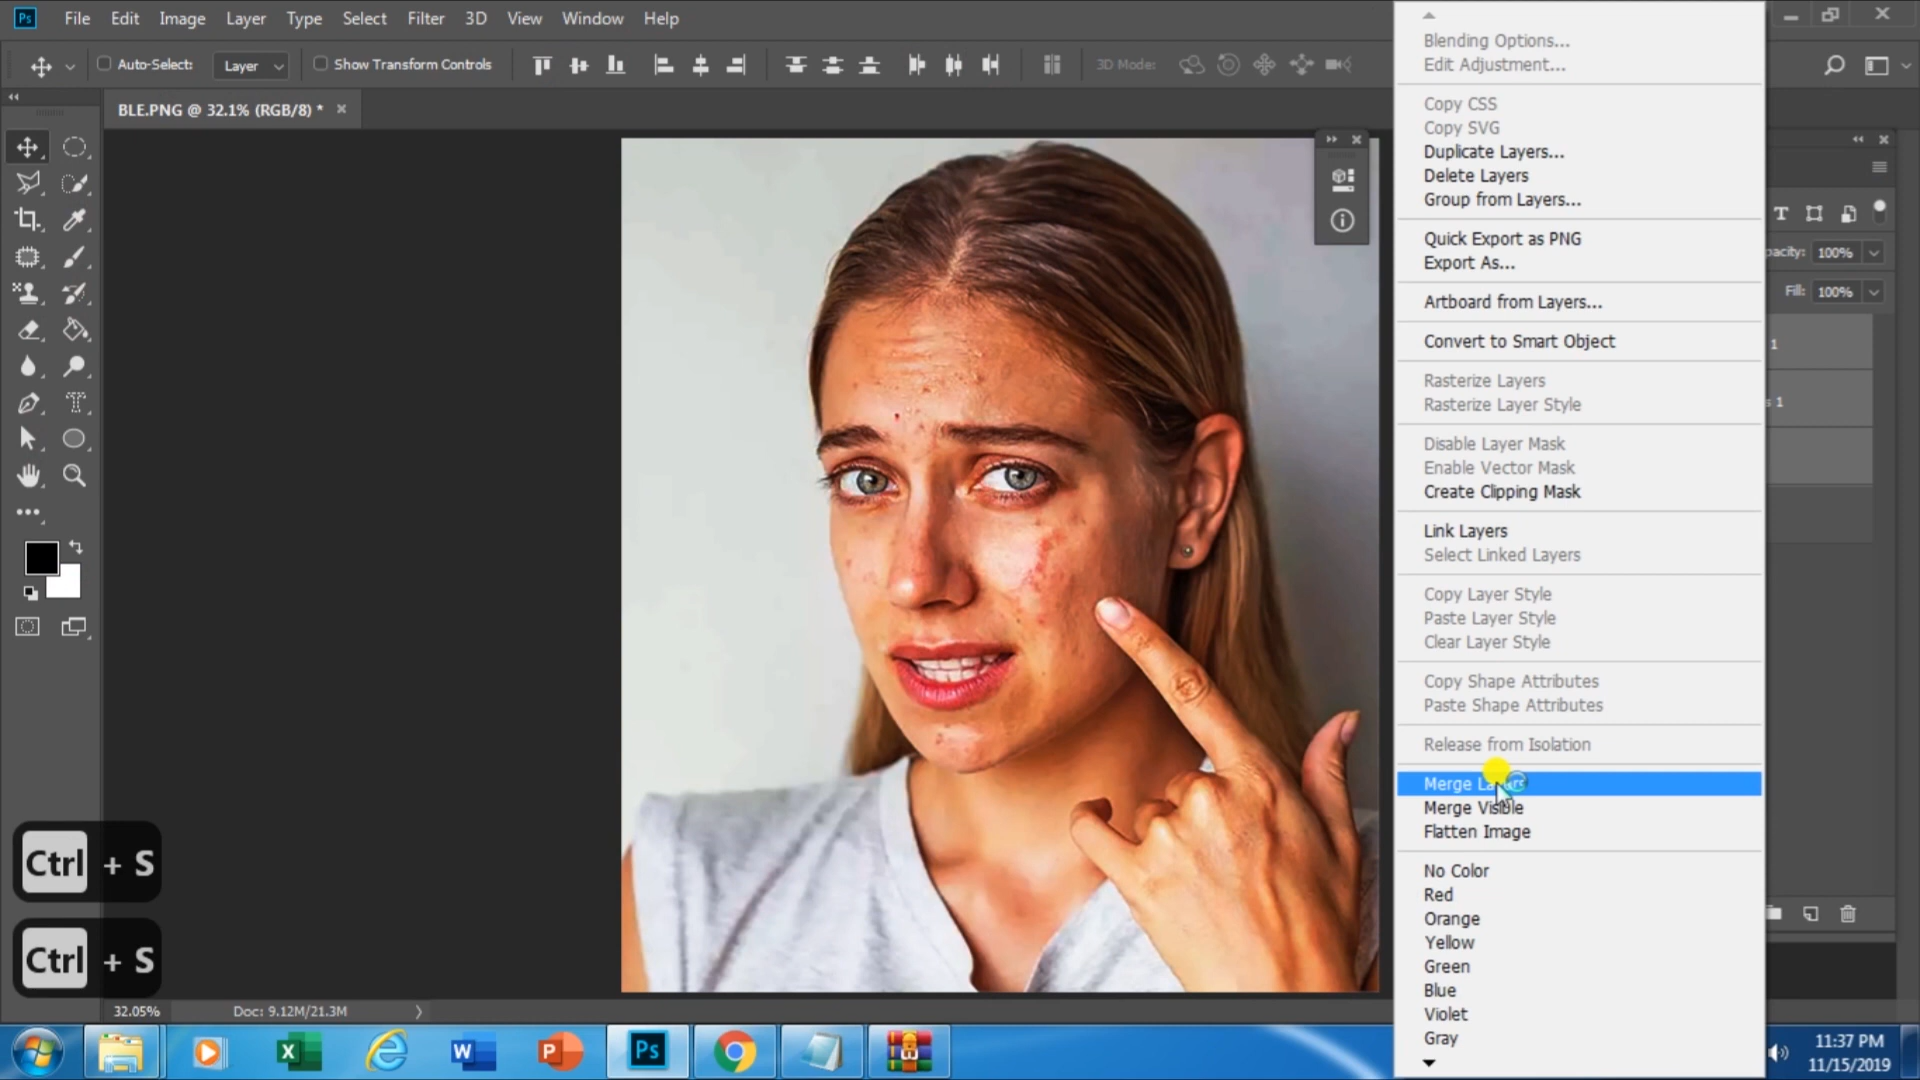 Ps File Edit Image Layer Type Select Filter 3D View Window Help
Auto-Select: Layer Show Transform Controls 3D Mode:
BLE.PNG @ 32.1% (RGB/8) *
Blending Options...
Edit Adjustment...
Copy CSS
Copy SVG
Duplicate Layers...
Delete Layers
Group from Layers...
Quick Export as PNG
Export As...
Artboard from Layers...
Convert to Smart Object
Rasterize Layers
Rasterize Layer Style
Disable Layer Mask
Enable Vector Mask
Create Clipping Mask
Link Layers
Select Linked Layers
Copy Layer Style
Paste Layer Style
Clear Layer Style
Copy Shape Attributes
Paste Shape Attributes
Release from Isolation
Merge Layers
Merge Visible
Flatten Image
No Color
Red
Orange
Yellow
Green
Blue
Violet
Gray
pacity: 100%
Fill: 100%
1
s 1
Ctrl + S
Ctrl + S
32.05% Doc: 9.12M/21.3M
Ps
11:37 PM
11/15/2019